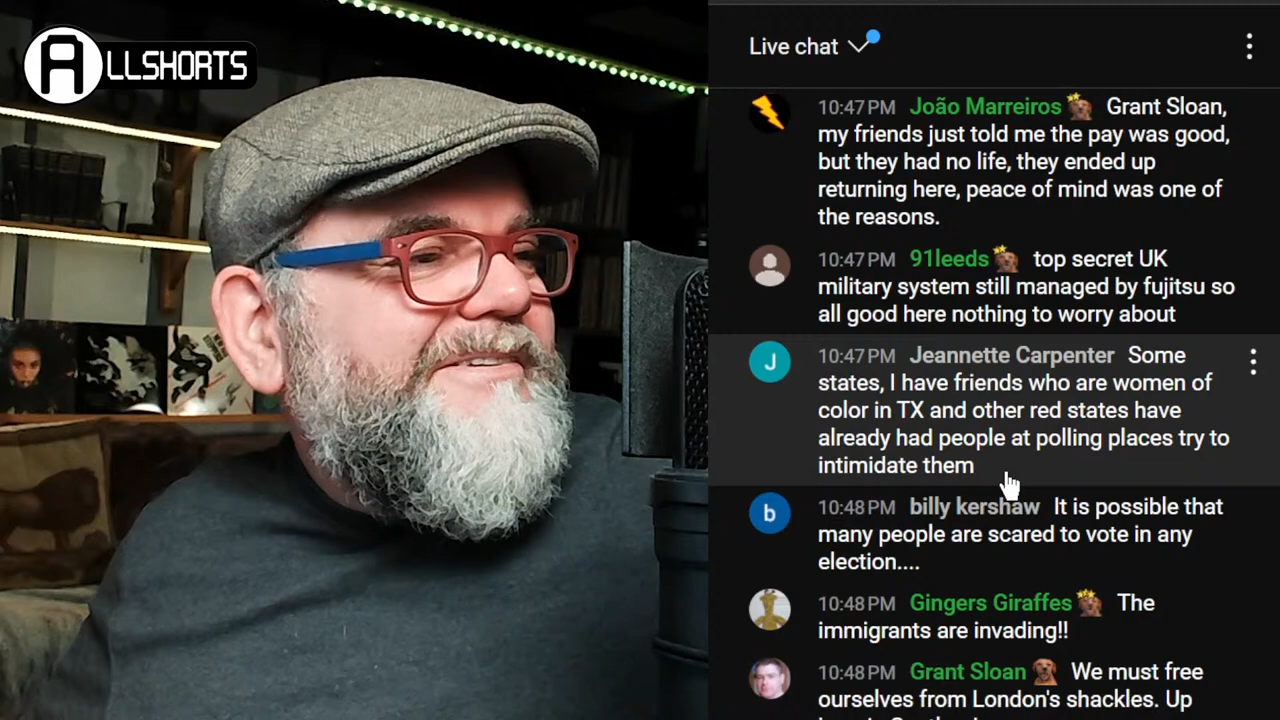 ALLSHORTS
Live chat
10:47 PM João Marreiros Grant Sloan,
my friends just told me the pay was good,
but they had no life, they ended up
returning here, peace of mind was one of
the reasons.
10:47 PM 91leeds top secret UK
military system still managed by fujitsu so
all good here nothing to worry about
J
10:47 PM Jeannette Carpenter Some
states, I have friends who are women of
color in TX and other red states have
already had people at polling places try to
intimidate them
b
10:48 PM billy kershaw It is possible that
many people are scared to vote in any
election....
10:48 PM Gingers Giraffes The
immigrants are invading!!
10:48 PM Grant Sloan We must free
ourselves from London's shackles. Up